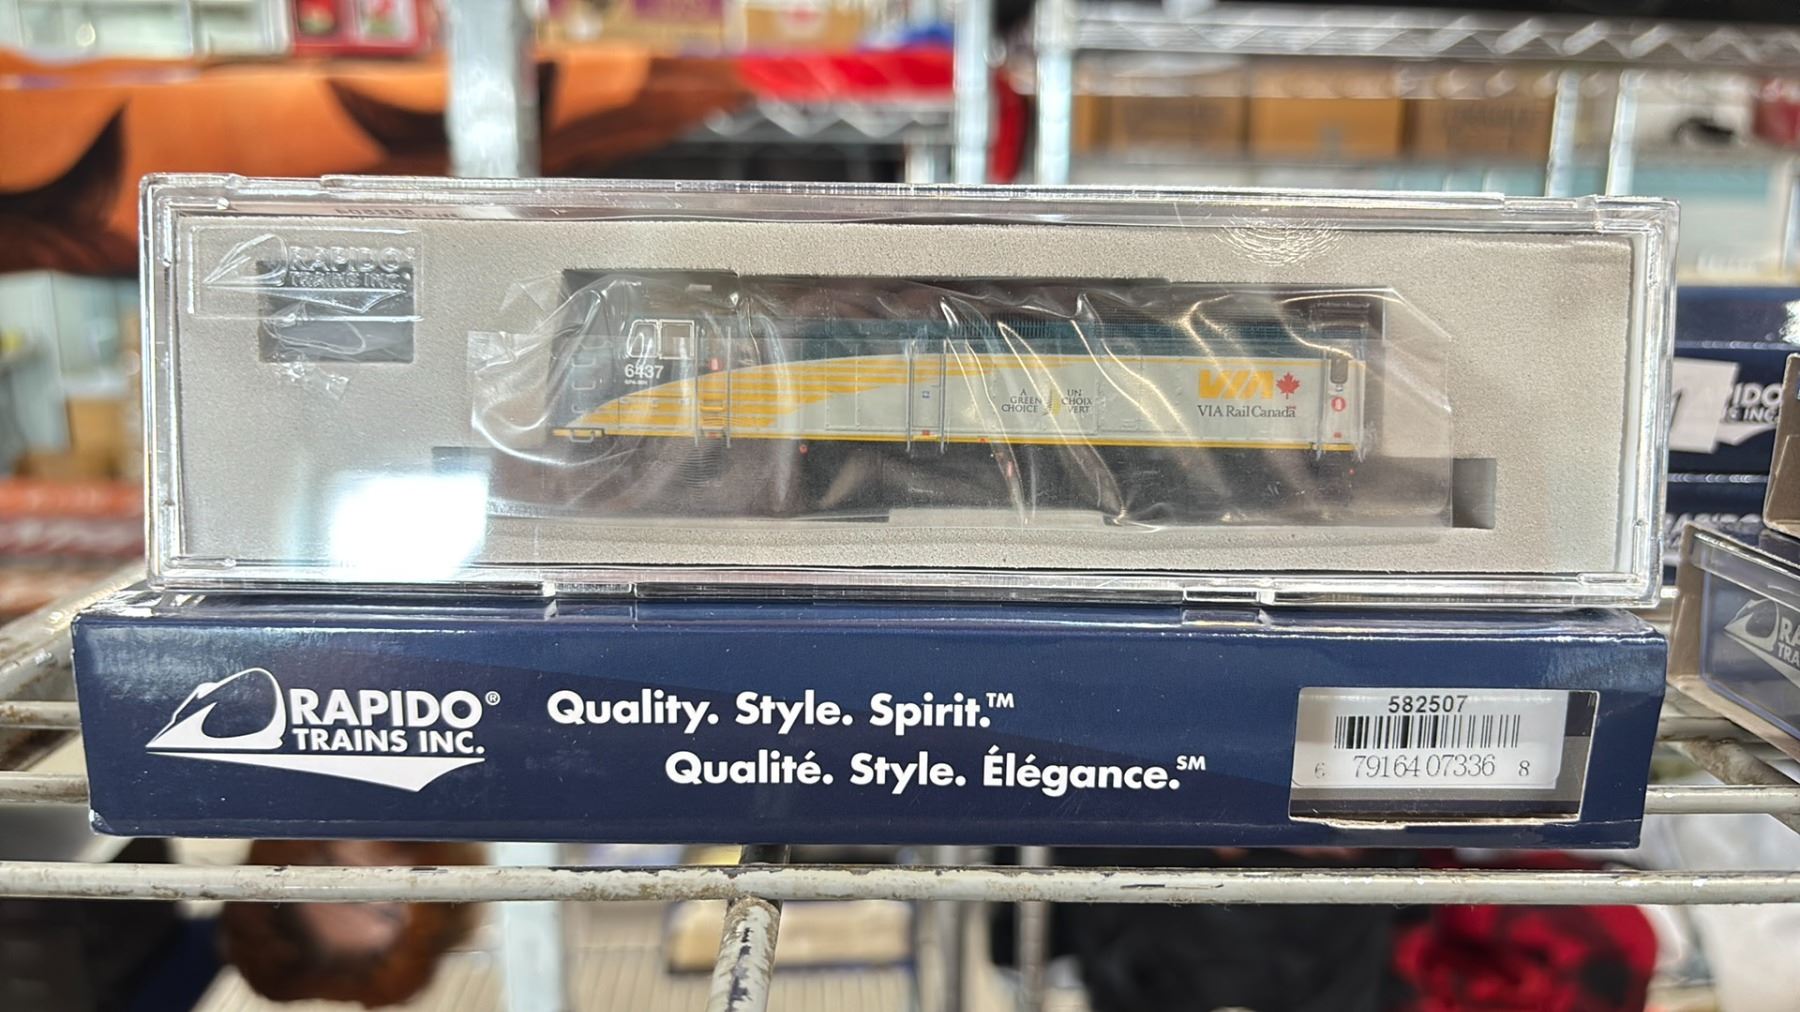 RAPIDO
TRAINS INC.
6437
A
GREEN
CHOICE
UN
CHOIX
VERT
VIA
VIA Rail Canada
RAPIDO®
TRAINS INC.
Quality. Style. Spirit.™
Qualité. Style. Élégance.℠
582507
6 79164 07336 8